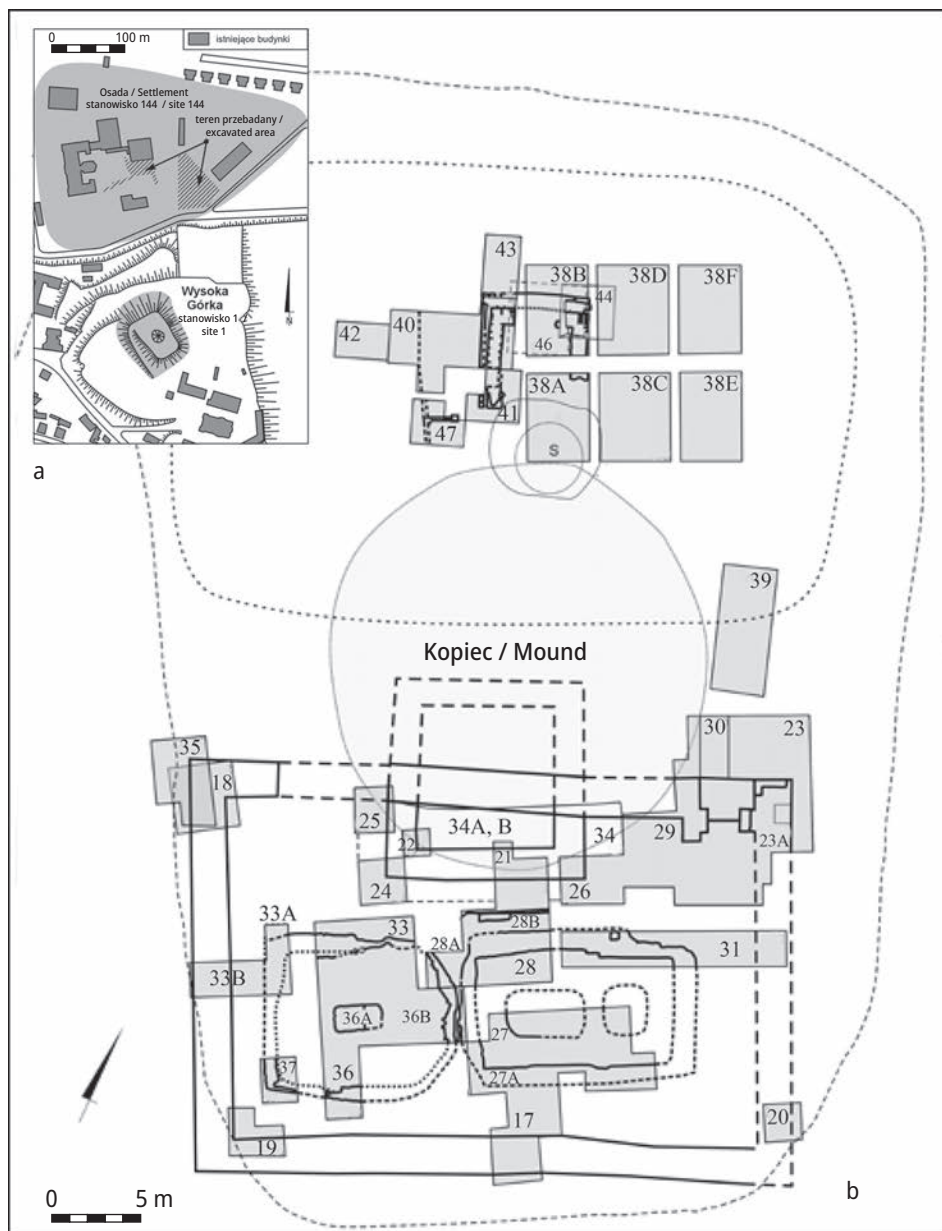 0 100 m
istniejące budynki
Osada / Settlement
stanowisko 144 / site 144
teren przebadany /
excavated area
Wysoka
Górka
stanowisko 1 /
site 1
N
a
43
38B
38D
38F
44
42
40
46
38A
38C
38E
41
47
S
39
Kopiec / Mound
30
23
35
18
25
34A, B
34
29
22
23A
21
24
26
33A
33
28A
28B
31
33B
28
36A
36B
27
37
36
27A
17
20
19
0 5 m
b